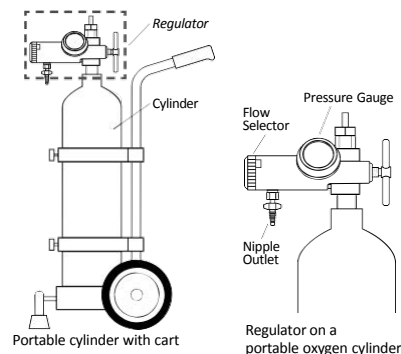 Regulator
Cylinder
Portable cylinder with cart
Pressure Gauge
Flow
Selector
Nipple
Outlet
Regulator on a
portable oxygen cylinder